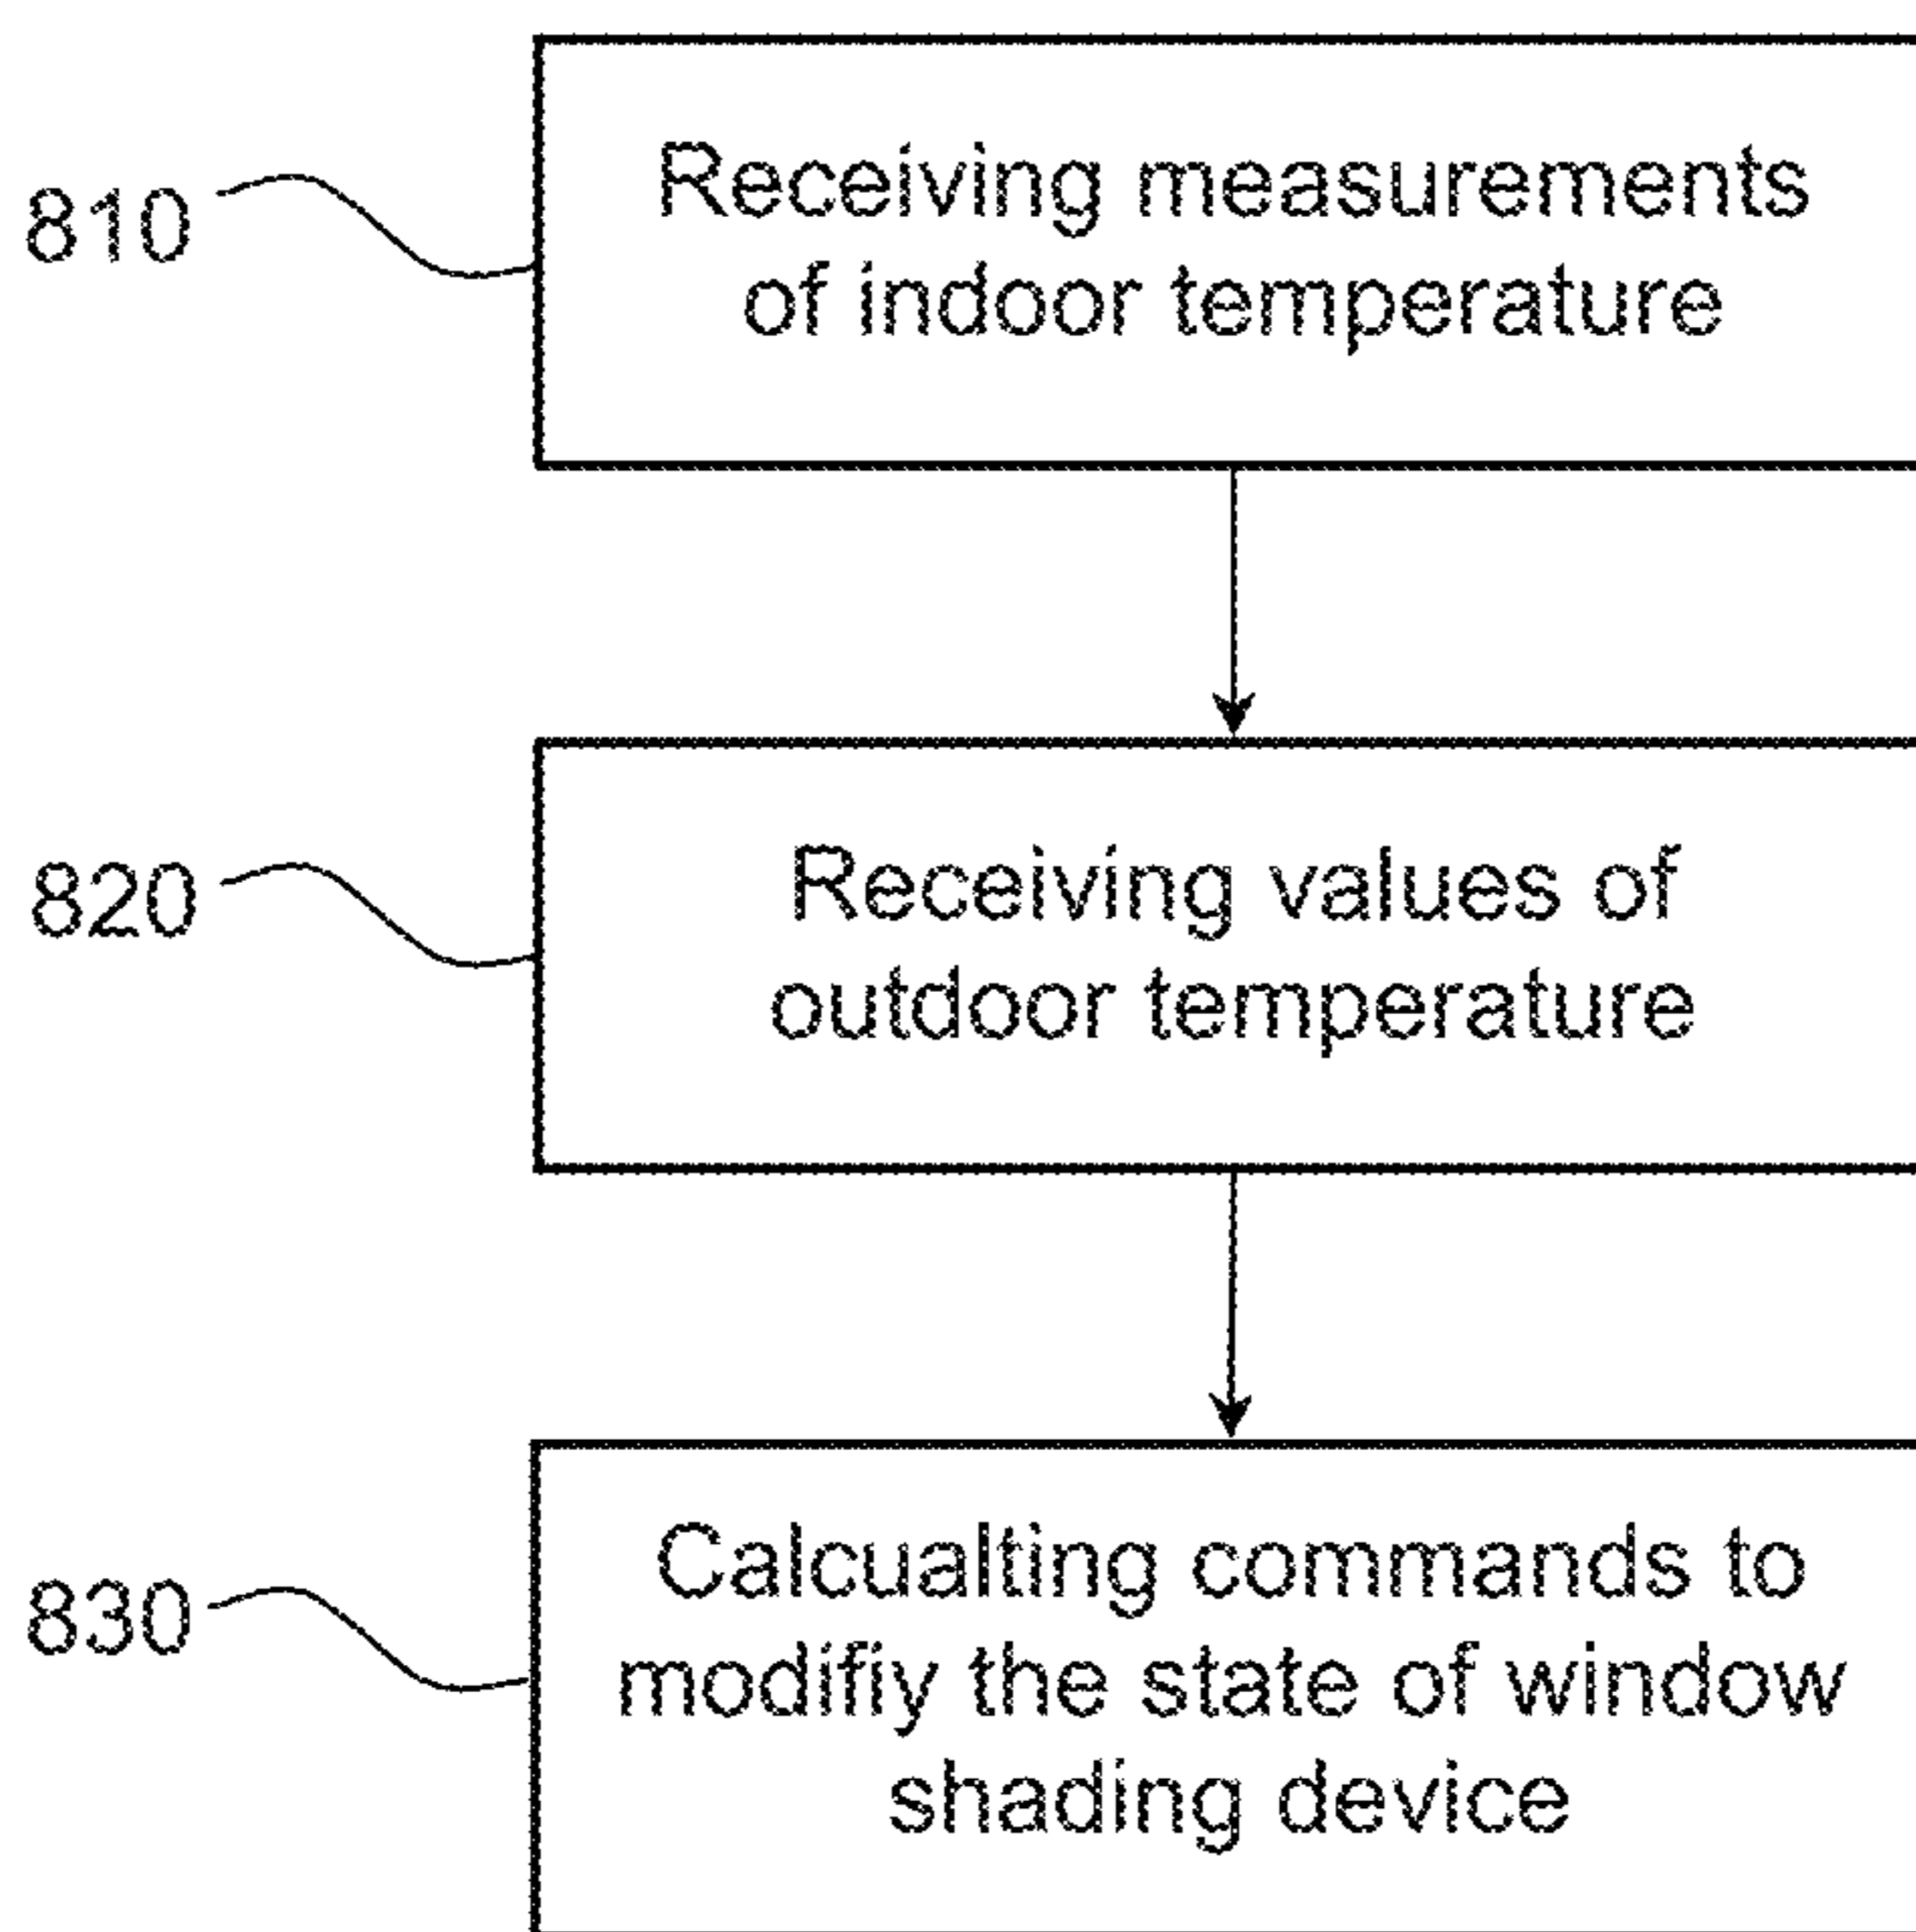 810
Receiving measurements
of indoor temperature
820
Receiving values of
outdoor temperature
830
Calcualting commands to
modifiy the state of window
shading device